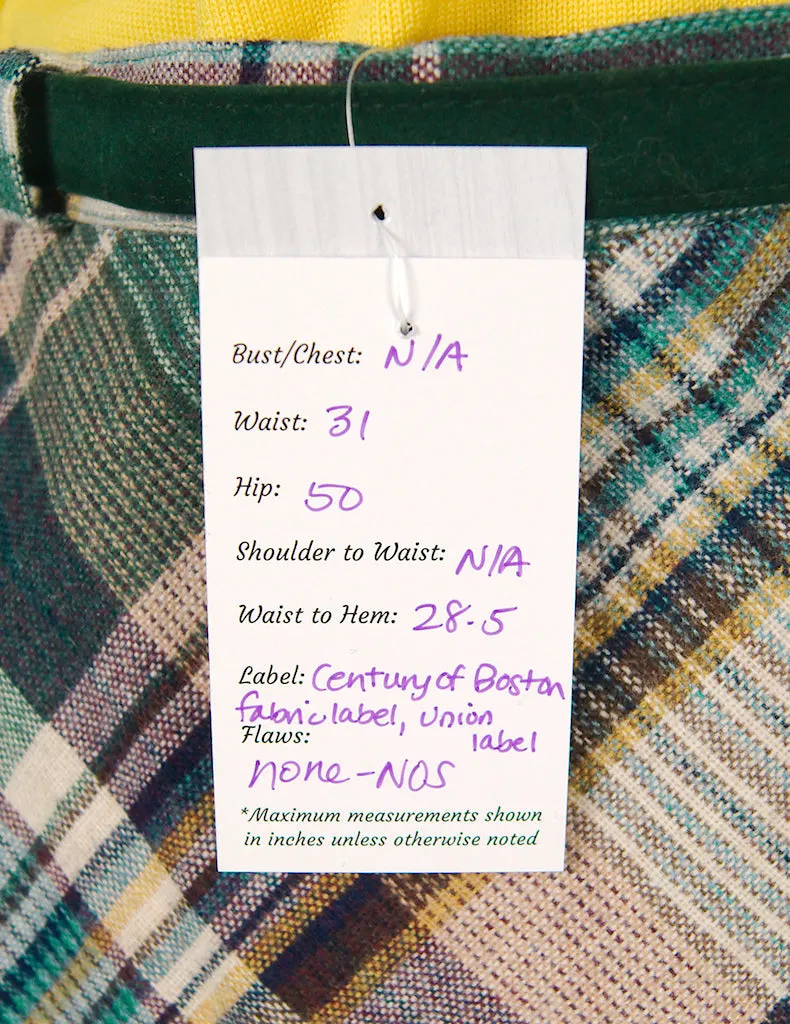 Bust/Chest: N/A
Waist: 31
Hip: 50
Shoulder to Waist: N/A
Waist to Hem: 28.5
Label: Century of Boston
fabric label, union
label
Flaws:
none-NOS
*Maximum measurements shown
in inches unless otherwise noted